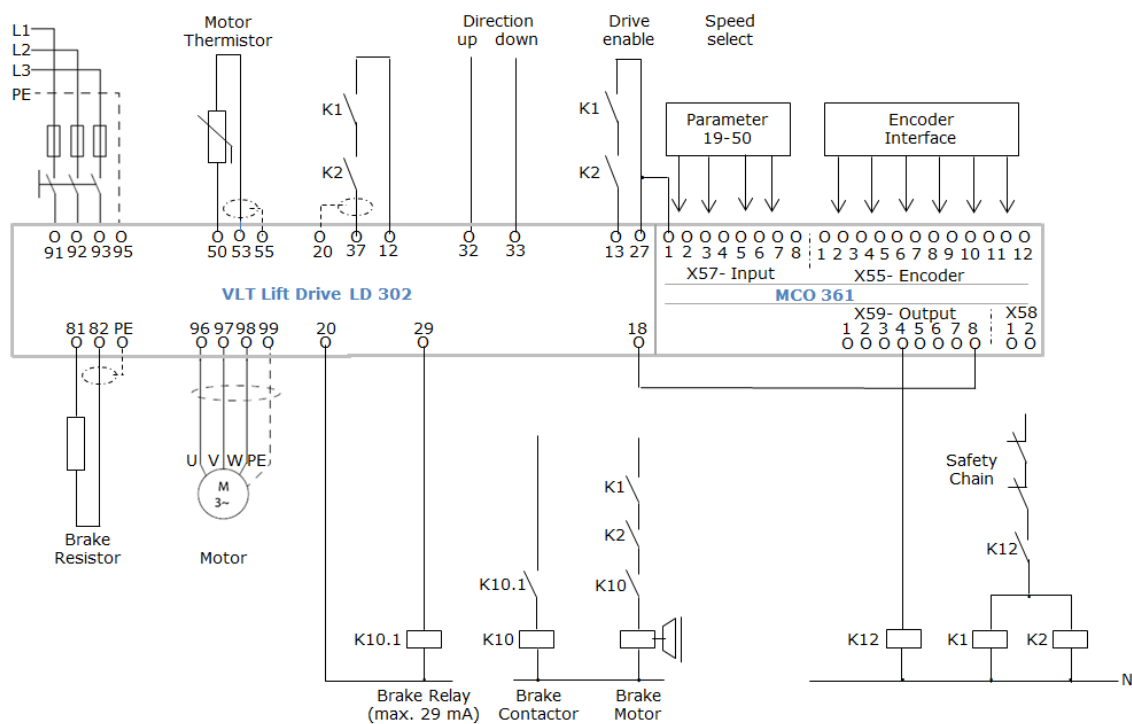 Motor Thermistor
Direction
up down
Drive enable
Speed select
L1
L2
L3
PE
K1
K2
K1
K2
Parameter 19-50
Encoder Interface
91 92 93 95
50 53 55
20 37 12
32 33
13 27
1 2 3 4 5 6 7 8
1 2 3 4 5 6 7 8 9 10 11 12
X57- Input
X55- Encoder
VLT Lift Drive LD 302
MCO 361
X59- Output
X58
81 82 PE
96 97 98 99
20
29
18
1 2 3 4 5 6 7 8
1 2
U V W PE
M
3~
Brake Resistor
Motor
K1
K2
K10.1
K10
Safety Chain
K12
K10.1
K10
K12
K1
K2
N
Brake Relay (max. 29 mA)
Brake Contactor
Brake Motor